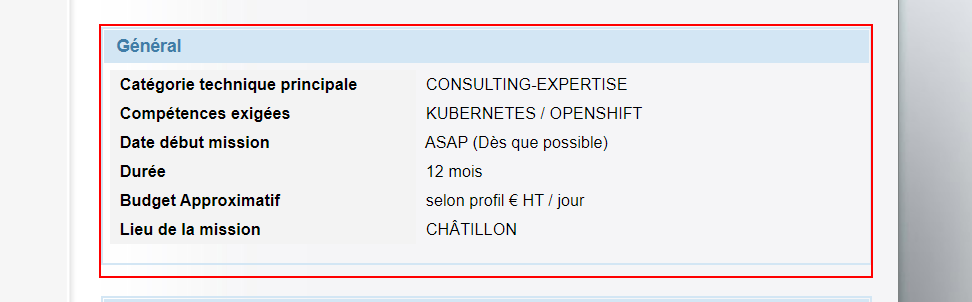 Général
Catégorie technique principale CONSULTING-EXPERTISE
Compétences exigées KUBERNETES / OPENSHIFT
Date début mission ASAP (Dès que possible)
Durée 12 mois
Budget Approximatif selon profil € HT / jour
Lieu de la mission CHÂTILLON